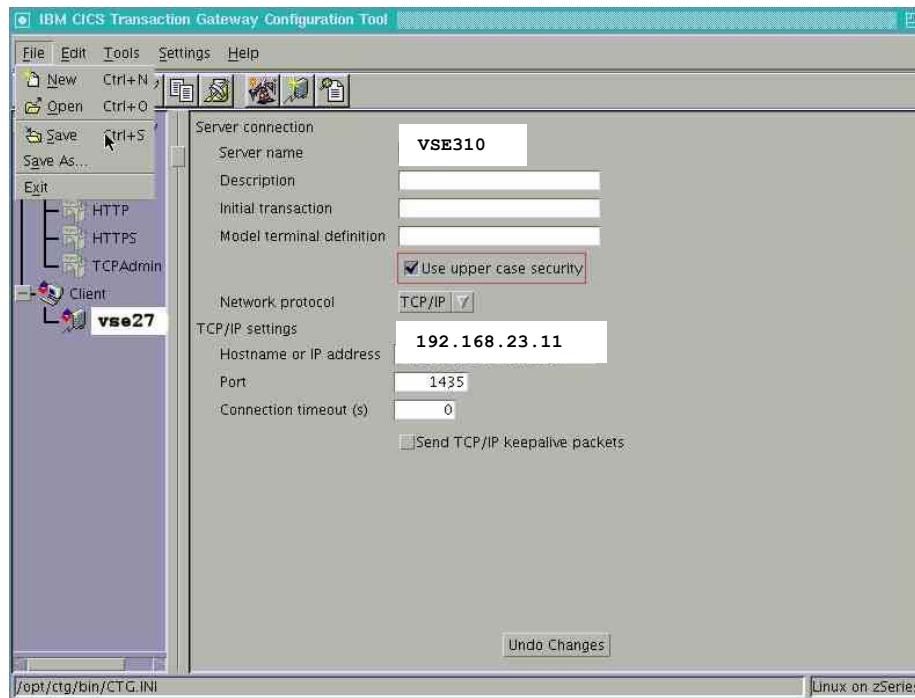 IBM CICS Transaction Gateway Configuration Tool
File Edit Tools Settings Help
New Ctrl+N
Open Ctrl+O
Save Ctrl+S
Save As...
Exit
HTTP
HTTPS
TCPAdmin
Client
vse27
Server connection
Server name VSE310
Description
Initial transaction
Model terminal definition
Use upper case security
Network protocol TCP/IP
TCP/IP settings
Hostname or IP address 192.168.23.11
Port 1435
Connection timeout (s) 0
Send TCP/IP keepalive packets
Undo Changes
/opt/ctg/bin/CTG.INI Linux on zSeries